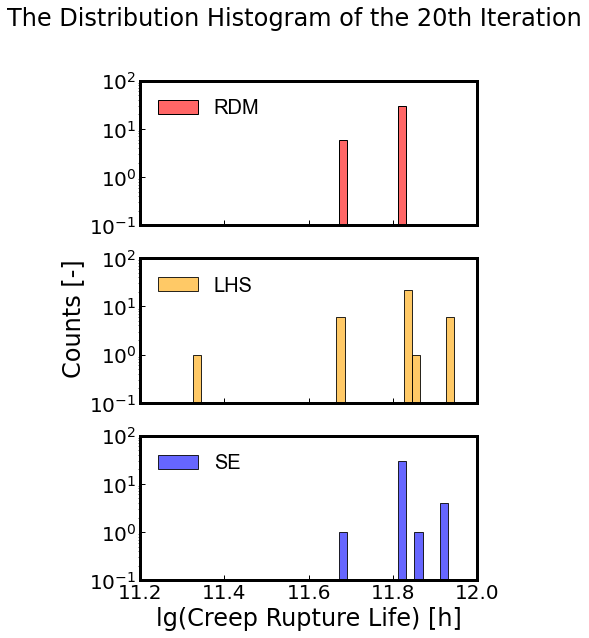 The Distribution Histogram of the 20th Iteration
10²
RDM
10¹
10⁰
10⁻¹
10²
LHS
10¹
10⁰
10⁻¹
Counts [-]
10²
SE
10¹
10⁰
10⁻¹
11.2 11.4 11.6 11.8 12.0
lg(Creep Rupture Life) [h]